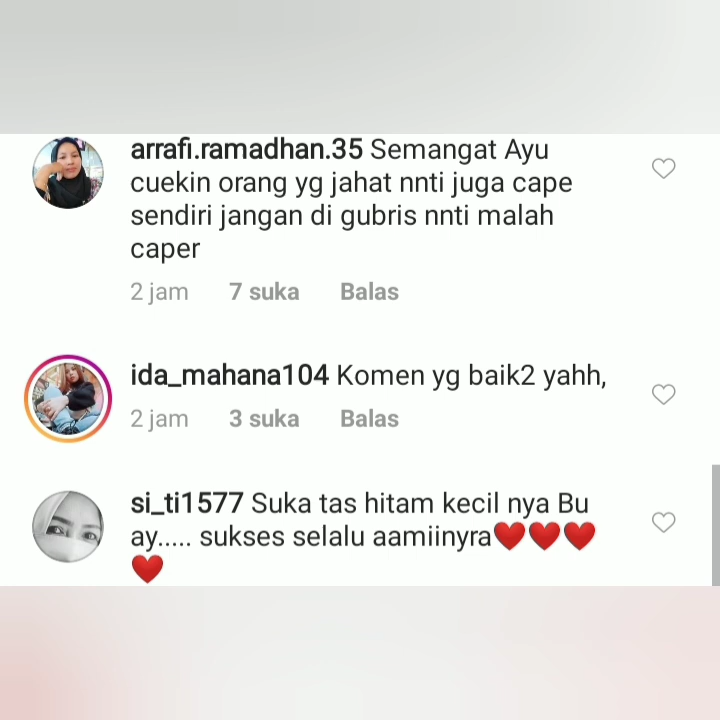 arrafi.ramadhan.35 Semangat Ayu
cuekin orang yg jahat nnti juga cape
sendiri jangan di gubris nnti malah
caper
2 jam 7 suka Balas
ida_mahana104 Komen yg baik2 yahh,
2 jam 3 suka Balas
si_ti1577 Suka tas hitam kecil nya Bu
ay..... sukses selalu aamiinyra❤️❤️❤️
❤️